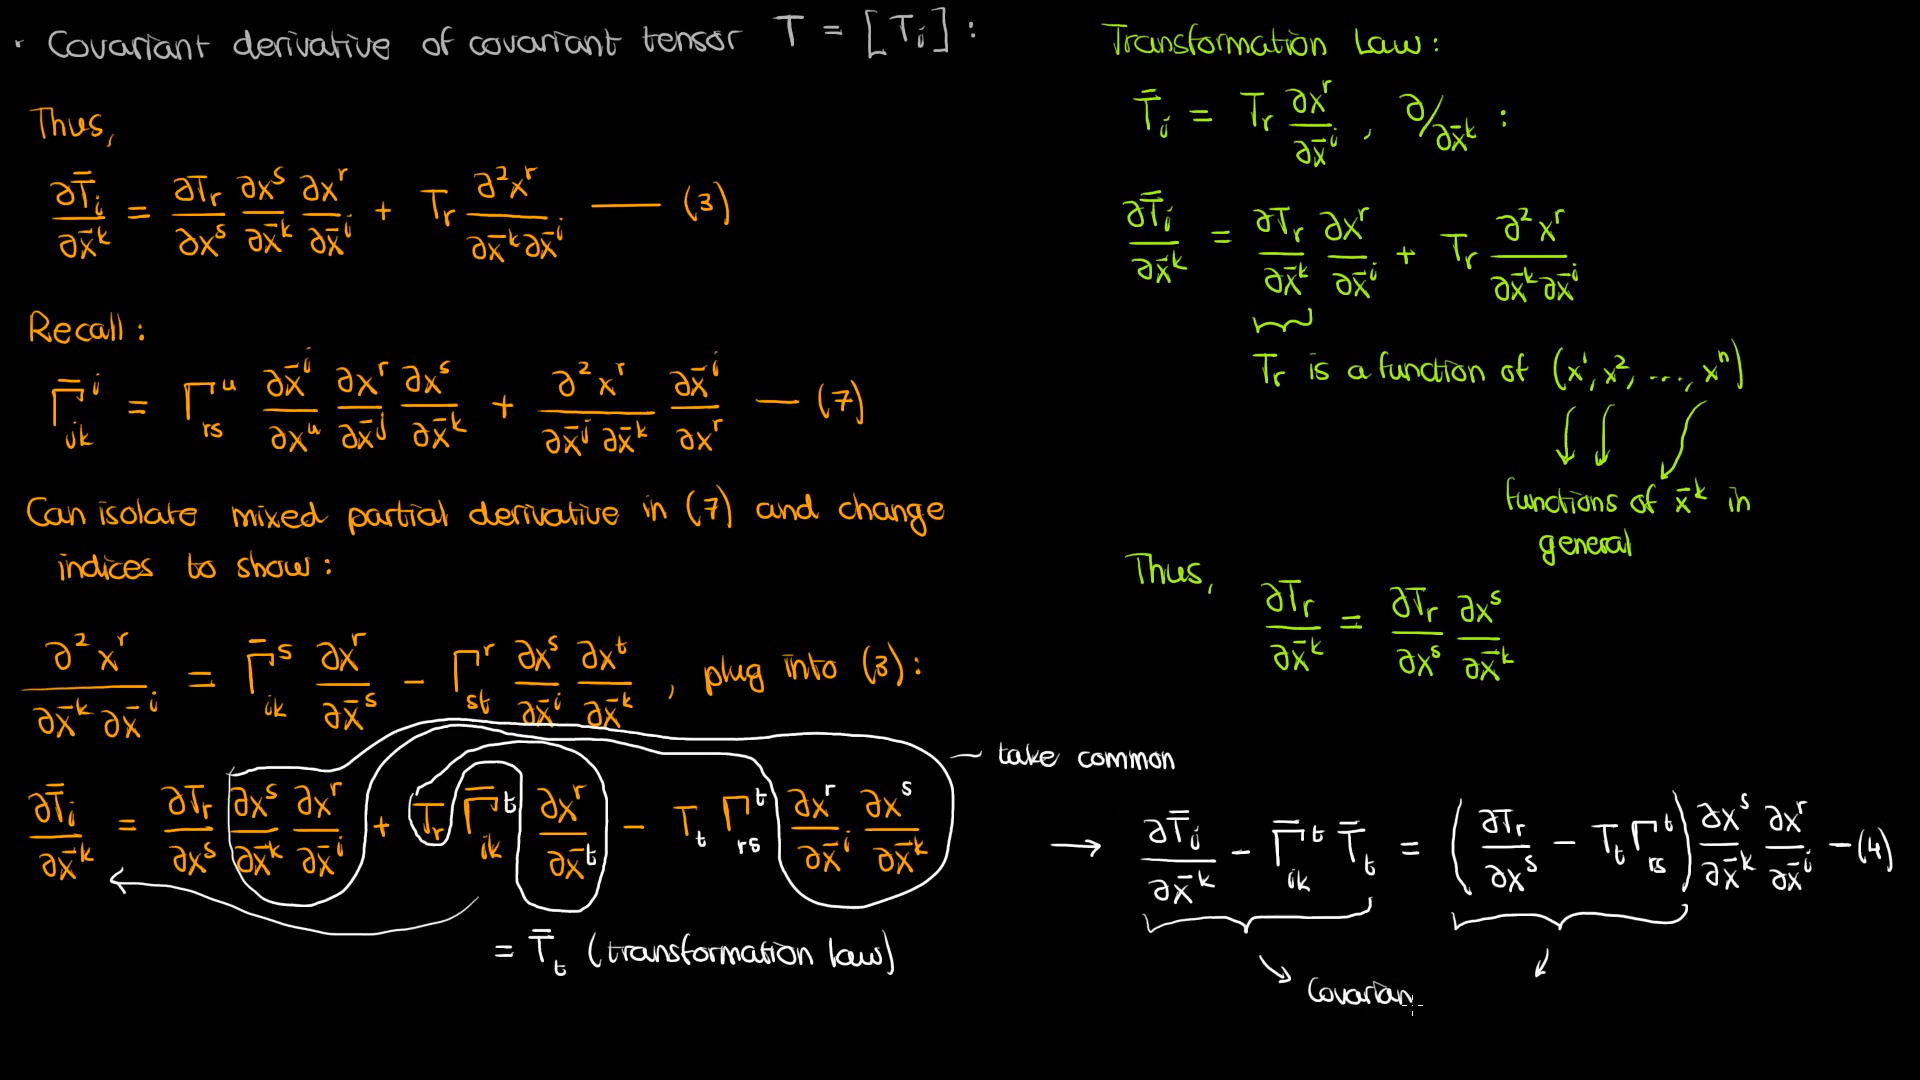 · Covariant derivative of covariant tensor T = [T_i] :
Thus,
∂T̄_i/∂x̄^k = ∂T_r/∂x^s ∂x^s/∂x̄^k ∂x^r/∂x̄^i + T_r ∂²x^r/∂x̄^k∂x̄^i — (3)
Recall :
Γ̄^i_jk = Γ^u_rs ∂x̄^i/∂x^u ∂x^r/∂x̄^j ∂x^s/∂x̄^k + ∂²x^r/∂x̄^j∂x̄^k ∂x̄^i/∂x^r — (7)
Can isolate mixed partial derivative in (7) and change
indices to show :
∂²x^r/∂x̄^k∂x̄^i = Γ̄^s_ik ∂x^r/∂x̄^s − Γ^r_st ∂x^s/∂x̄^i ∂x^t/∂x̄^k , plug into (3) :
∂T̄_i/∂x̄^k = ∂T_r/∂x^s ∂x^s/∂x̄^k ∂x^r/∂x̄^i + T_r Γ̄^t_ik ∂x^r/∂x̄^t − T_t Γ^t_rs ∂x^r/∂x̄^i ∂x^s/∂x̄^k
— take common
= T̄_t (transformation law)
Transformation Law :
T̄_i = T_r ∂x^r/∂x̄^i , ∂/∂x̄^k :
∂T̄_i/∂x̄^k = ∂T_r/∂x̄^k ∂x^r/∂x̄^i + T_r ∂²x^r/∂x̄^k∂x̄^i
T_r is a function of (x^1, x^2, ..., x^n)
functions of x̄^k in
general
Thus, ∂T_r/∂x̄^k = ∂T_r/∂x^s ∂x^s/∂x̄^k
→ ∂T̄_i/∂x̄^k − Γ̄^t_ik T̄_t = (∂T_r/∂x^s − T_t Γ^t_rs) ∂x^s/∂x̄^k ∂x^r/∂x̄^i — (4)
Covarian